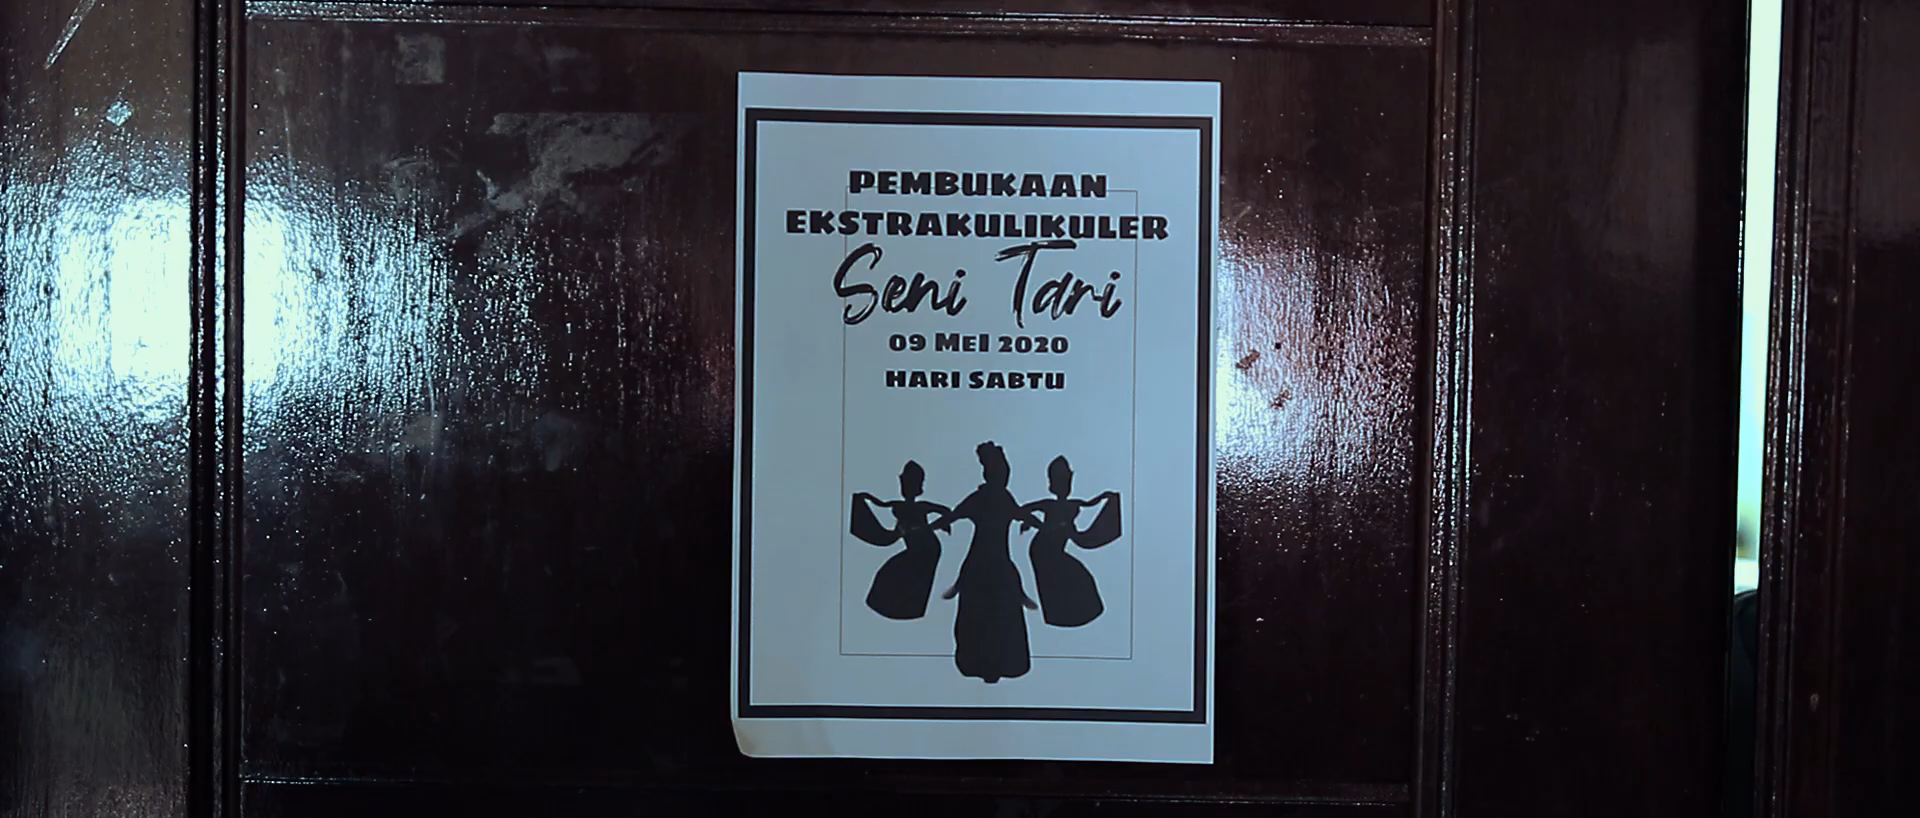 PEMBUKAAN
EKSTRAKULIKULER
Seni Tari
09 MEI 2020
HARI SABTU